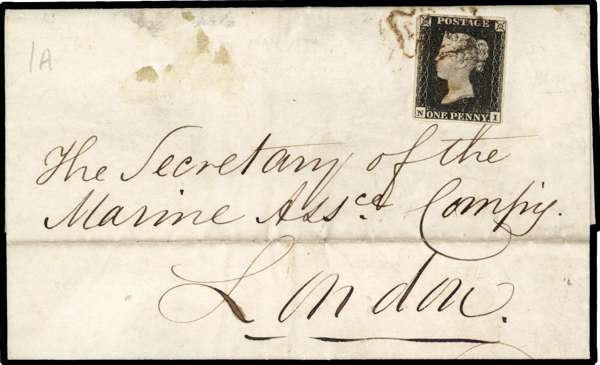 1A
POSTAGE
N ONE PENNY I
The Secretary of the
Marine Assce Compy.
London.